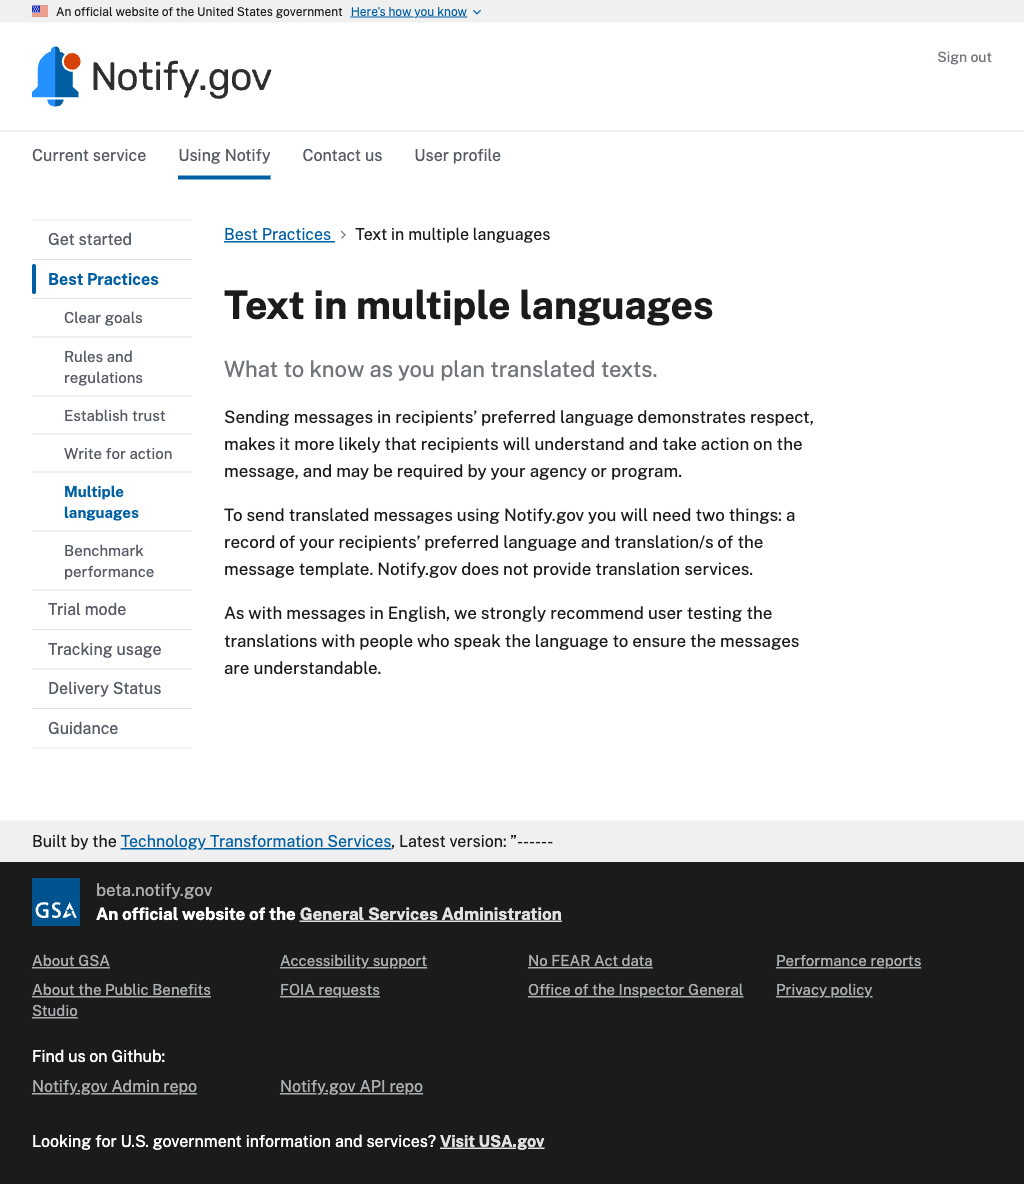 An official website of the United States government Here's how you know
Notify.gov
Sign out
Current service Using Notify Contact us User profile
Get started
Best Practices
Clear goals
Rules and
regulations
Establish trust
Write for action
Multiple
languages
Benchmark
performance
Trial mode
Tracking usage
Delivery Status
Guidance
Best Practices > Text in multiple languages
Text in multiple languages
What to know as you plan translated texts.
Sending messages in recipients’ preferred language demonstrates respect,
makes it more likely that recipients will understand and take action on the
message, and may be required by your agency or program.
To send translated messages using Notify.gov you will need two things: a
record of your recipients’ preferred language and translation/s of the
message template. Notify.gov does not provide translation services.
As with messages in English, we strongly recommend user testing the
translations with people who speak the language to ensure the messages
are understandable.
Built by the Technology Transformation Services, Latest version: ”------
GSA
beta.notify.gov
An official website of the General Services Administration
About GSA
About the Public Benefits
Studio
Accessibility support
FOIA requests
No FEAR Act data
Office of the Inspector General
Performance reports
Privacy policy
Find us on Github:
Notify.gov Admin repo Notify.gov API repo
Looking for U.S. government information and services? Visit USA.gov